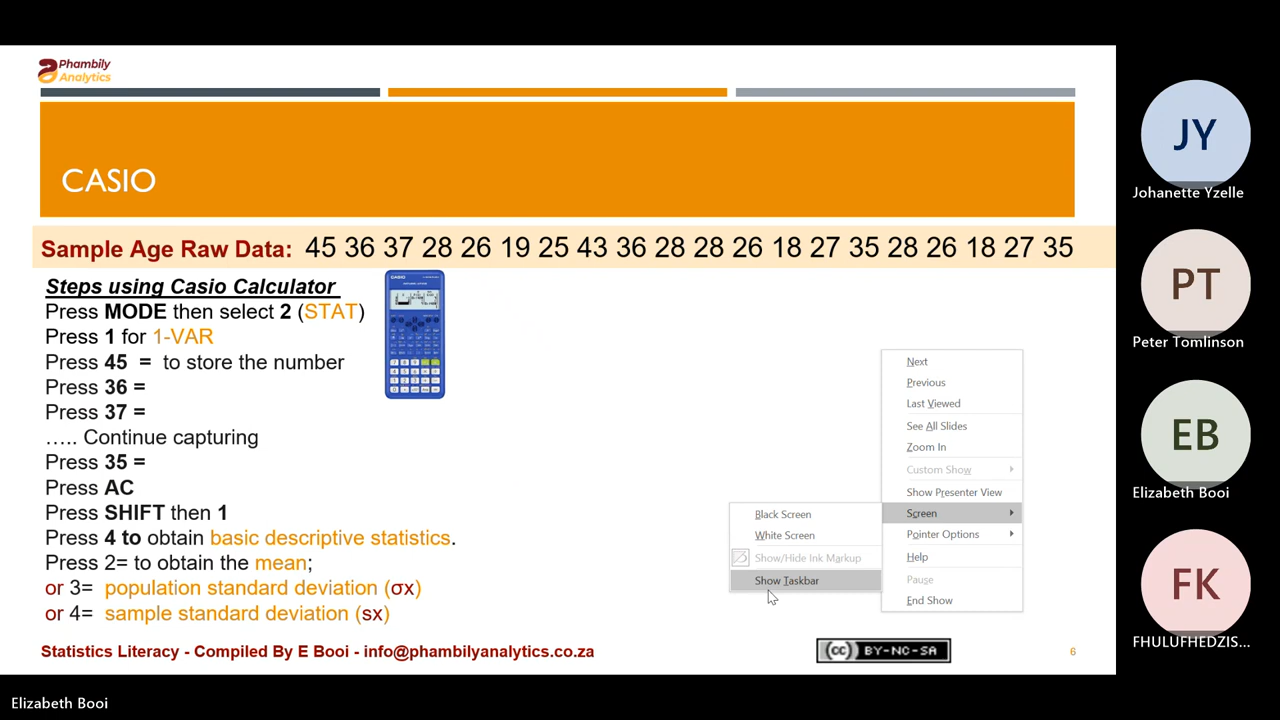 Phambily
Analytics
CASIO
Sample Age Raw Data: 45 36 37 28 26 19 25 43 36 28 28 26 18 27 35 28 26 18 27 35
Steps using Casio Calculator
Press MODE then select 2 (STAT)
Press 1 for 1-VAR
Press 45 = to store the number
Press 36 =
Press 37 =
….. Continue capturing
Press 35 =
Press AC
Press SHIFT then 1
Press 4 to obtain basic descriptive statistics.
Press 2= to obtain the mean;
or 3= population standard deviation (σx)
or 4= sample standard deviation (sx)
CASIO
Next
Previous
Last Viewed
See All Slides
Zoom In
Custom Show
Show Presenter View
Screen
Pointer Options
Help
Pause
End Show
Black Screen
White Screen
Show/Hide Ink Markup
Show Taskbar
Statistics Literacy - Compiled By E Booi - info@phambilyanalytics.co.za
cc BY-NC-SA
6
JY
Johanette Yzelle
PT
Peter Tomlinson
EB
Elizabeth Booi
FK
FHULUFHEDZIS...
Elizabeth Booi